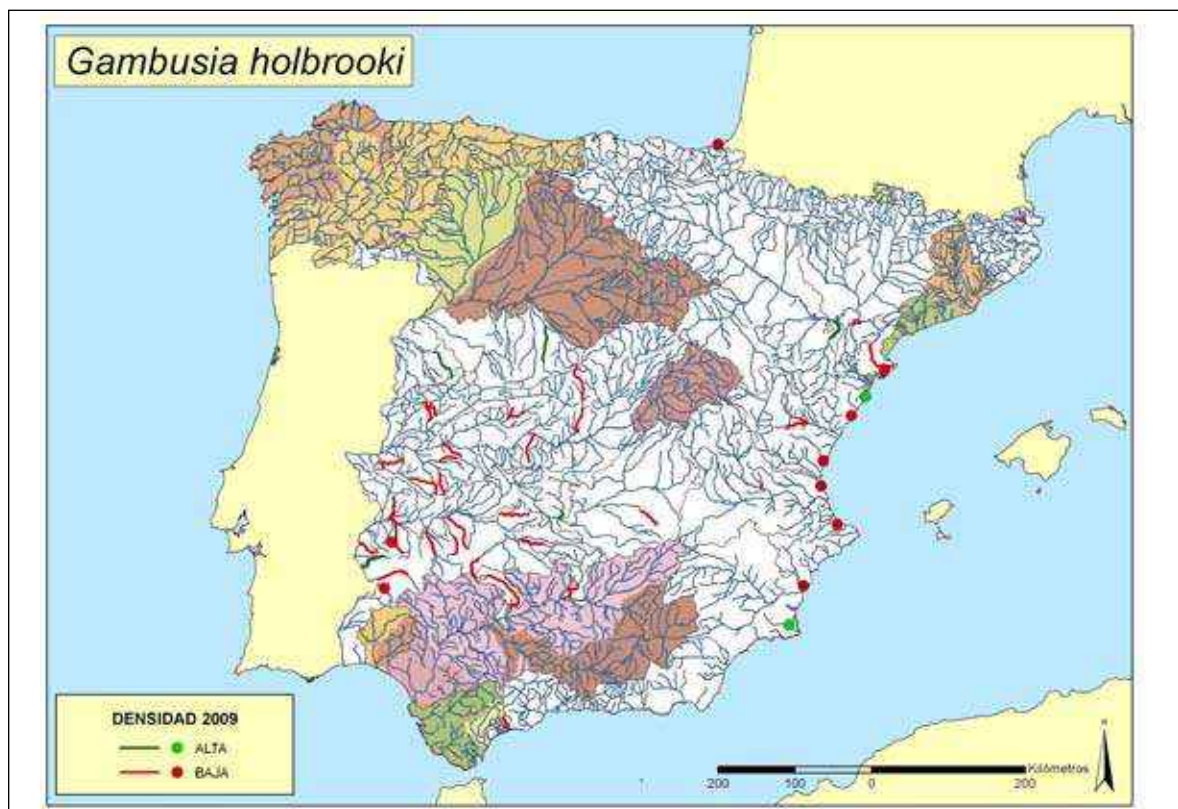 Gambusia holbrooki
DENSIDAD 2009
ALTA
BAJA
200 100 0 200
Kilómetros